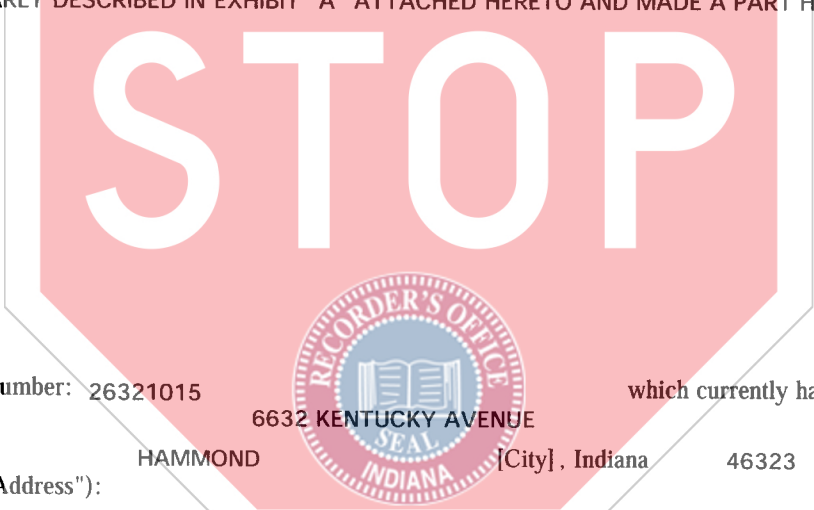 DESCRIBED IN EXHIBIT "A" ATTACHED HERETO AND MADE A PART
STOP
RECORDER'S OFFICE
umber: 26321015 which currently ha
6632 KENTUCKY AVENUE
SEAL
HAMMOND [City], Indiana 46323
INDIANA
Address"):